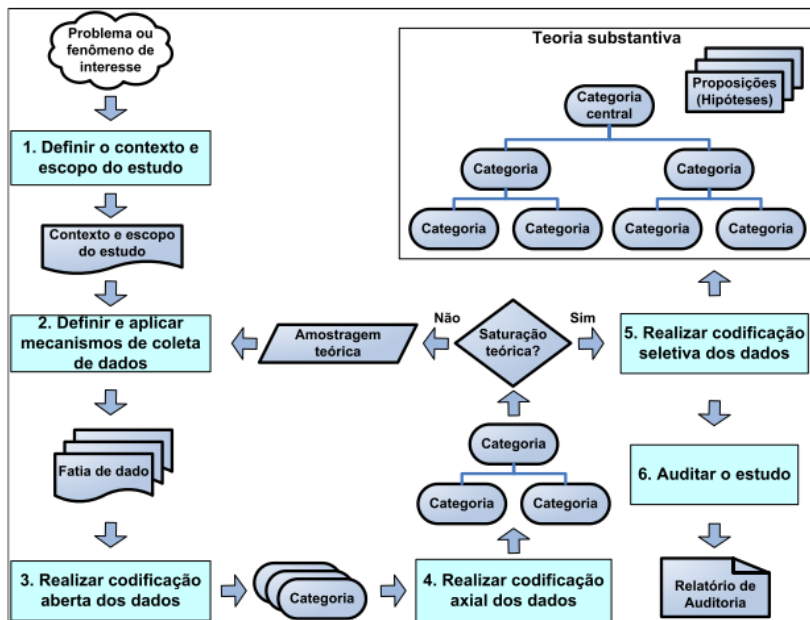 Problema ou
fenômeno de
interesse
1. Definir o contexto e
escopo do estudo
Contexto e escopo
do estudo
2. Definir e aplicar
mecanismos de coleta
de dados
Fatia de dado
3. Realizar codificação
aberta dos dados
Categoria
4. Realizar codificação
axial dos dados
Categoria
Categoria
Categoria
Saturação
teórica?
Não
Sim
Amostragem
teórica
5. Realizar codificação
seletiva dos dados
Teoria substantiva
Proposições
(Hipóteses)
Categoria
central
Categoria
Categoria
Categoria
Categoria
Categoria
Categoria
6. Auditar o estudo
Relatório de
Auditoria